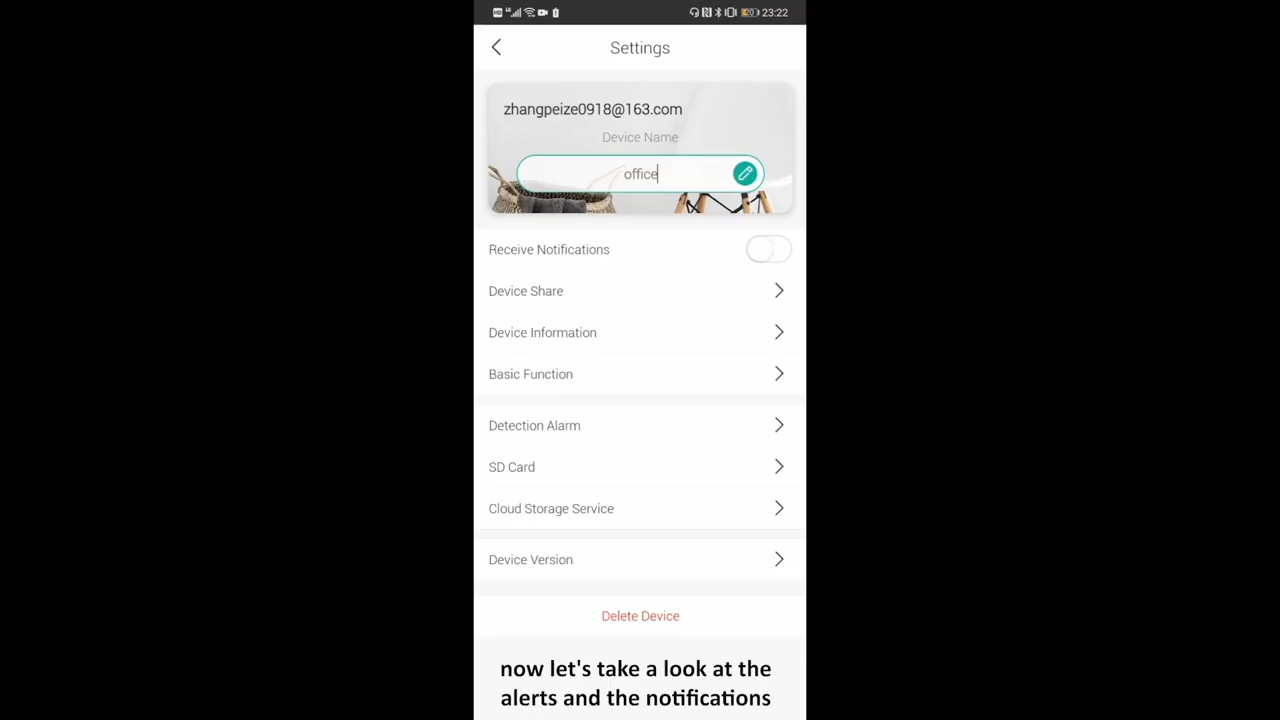 HD 23:22
Settings
zhangpeize0918@163.com
Device Name
office
Receive Notifications
Device Share
Device Information
Basic Function
Detection Alarm
SD Card
Cloud Storage Service
Device Version
Delete Device
now let's take a look at the
alerts and the notifications